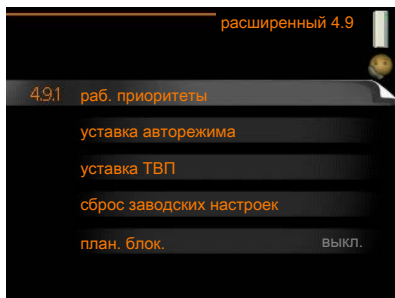 расширенный 4.9
4.9.1 раб. приоритеты
уставка авторежима
уставка ТВП
сброс заводских настроек
план. блок. выкл.